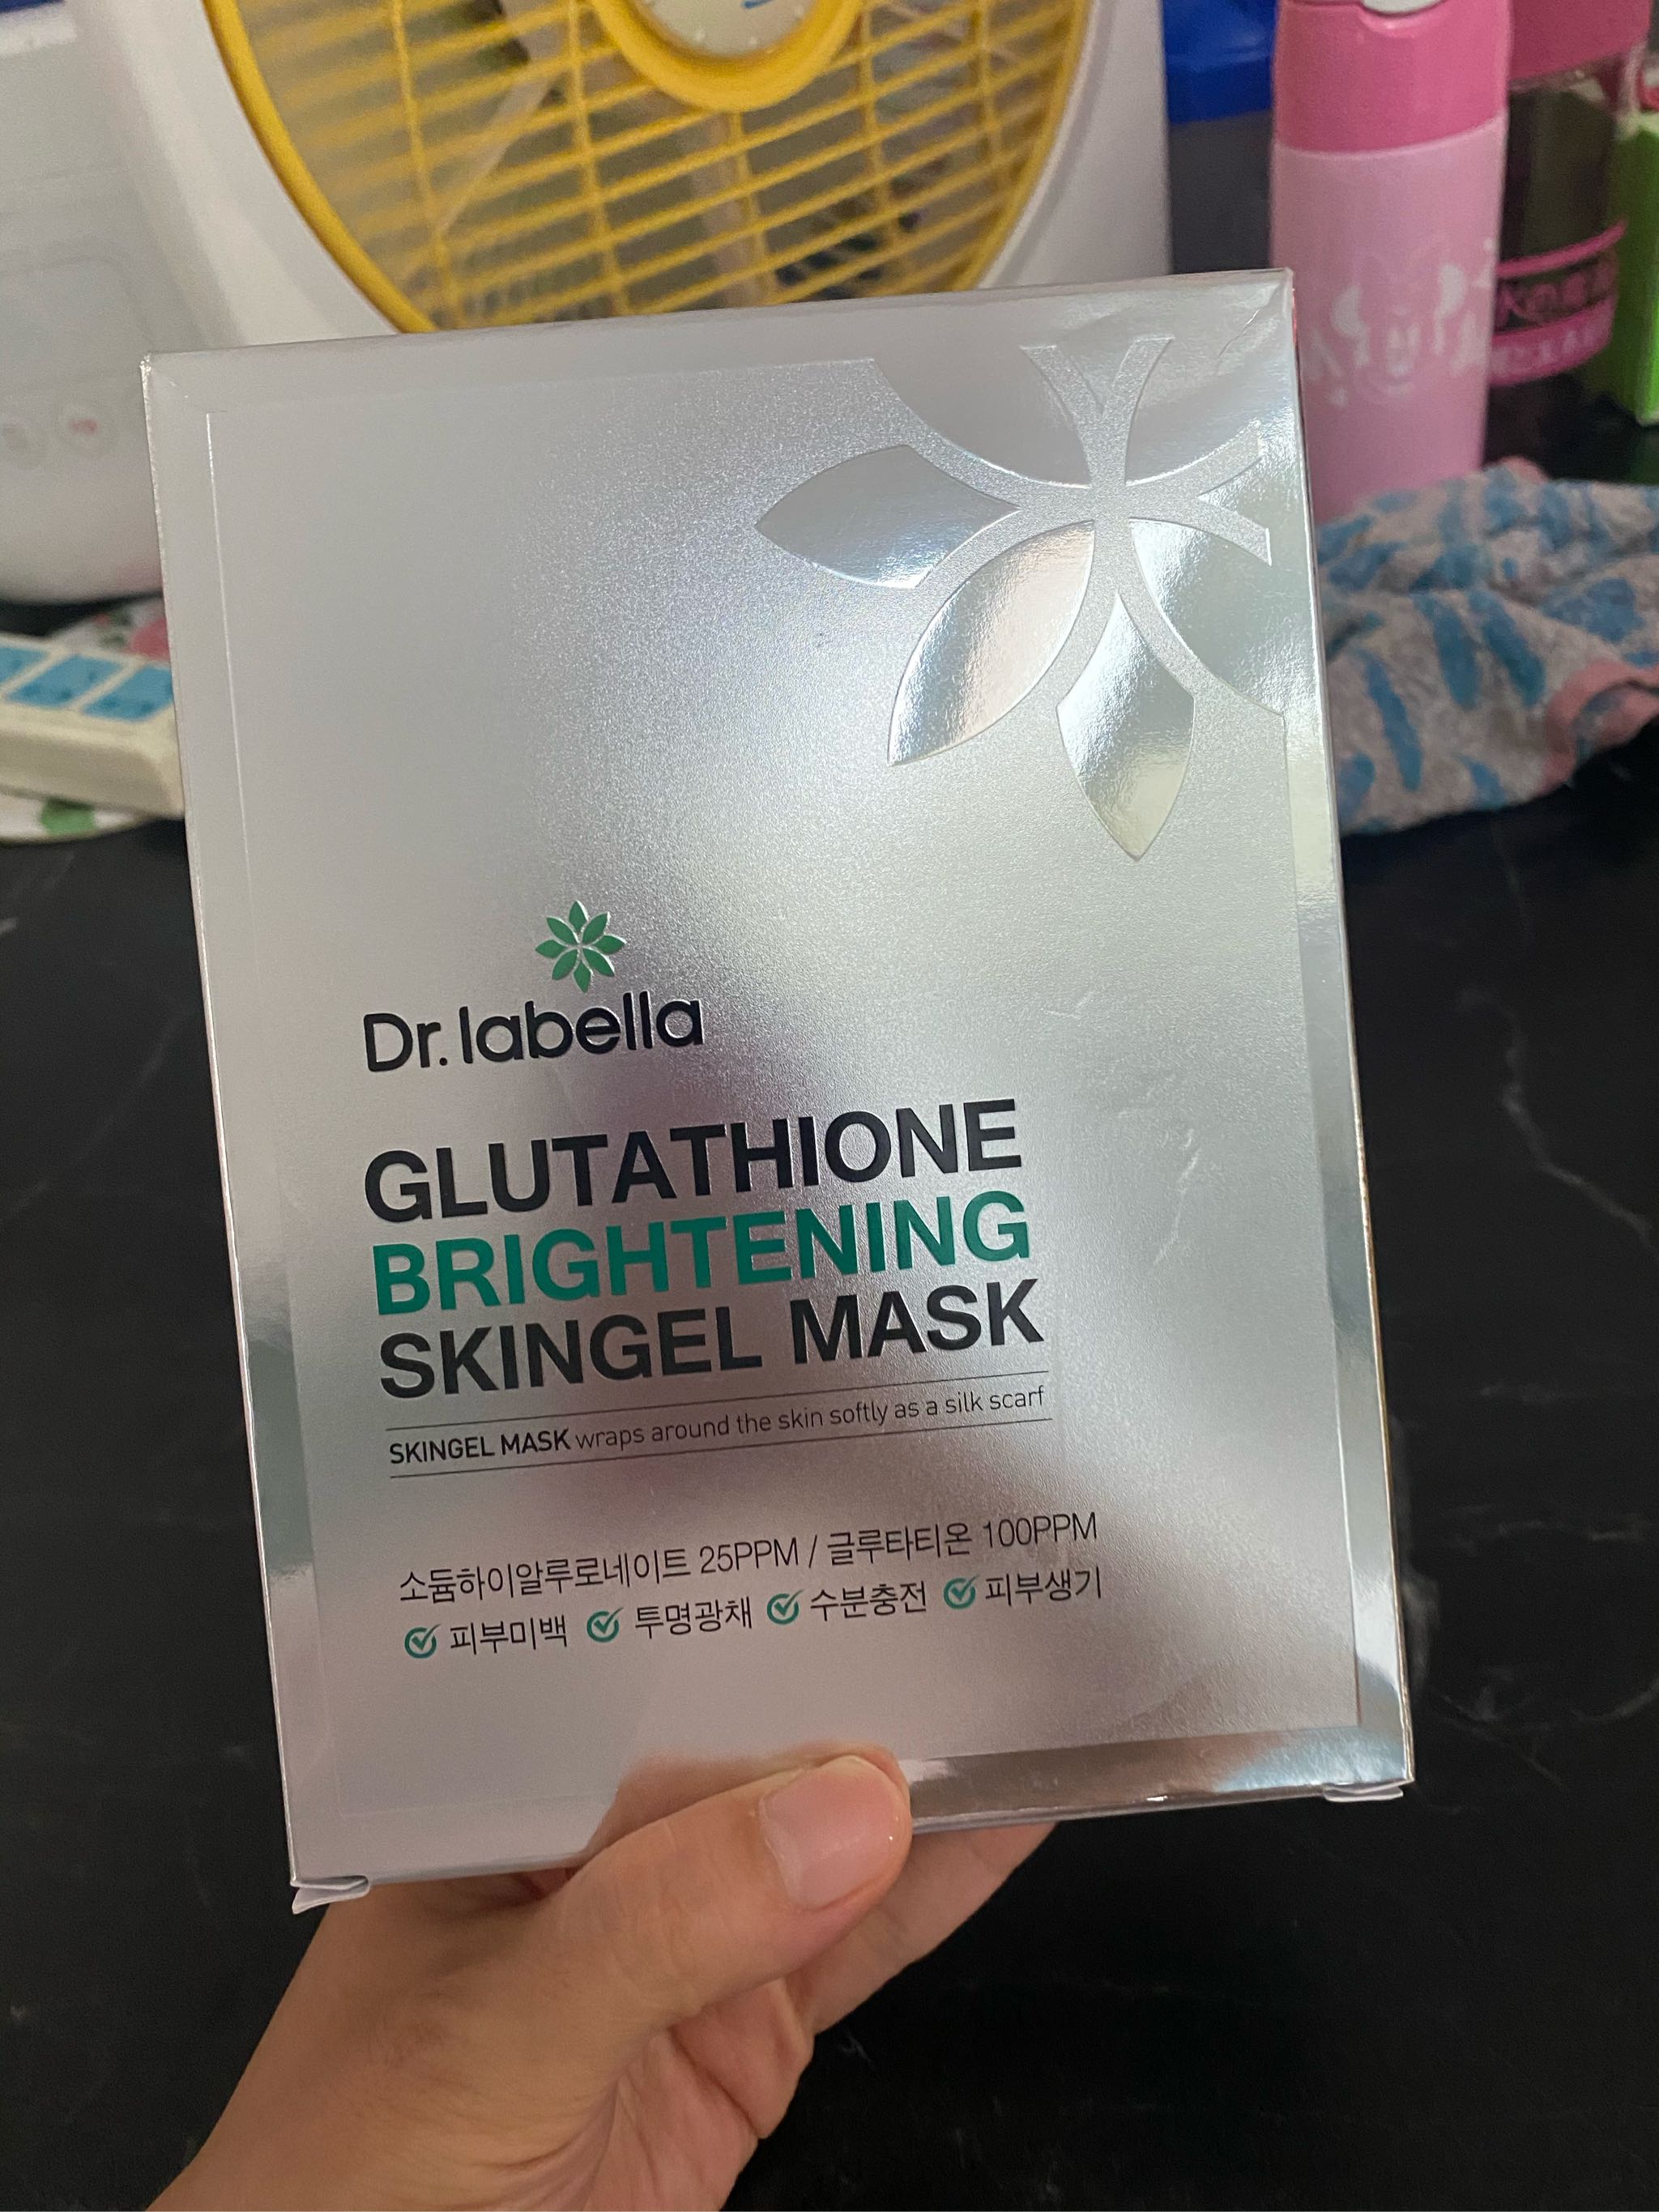 Dr. labella
GLUTATHIONE
BRIGHTENING
SKINGEL MASK
SKINGEL MASK wraps around the skin softly as a silk scarf
소듐하이알루로네이트 25PPM / 글루타티온 100PPM
피부미백 투명광채 수분충전 피부생기